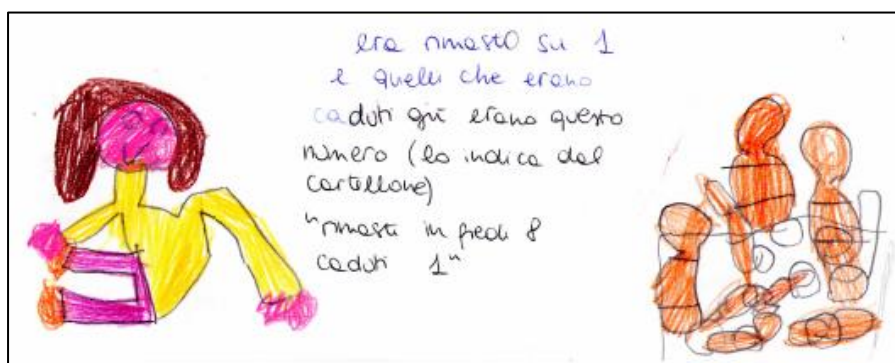 era rimasto su 1
e quelli che erano
caduti giù erano questo
numero (lo indica dal
cartellone)
"rimasti in piedi 8
caduti 1"